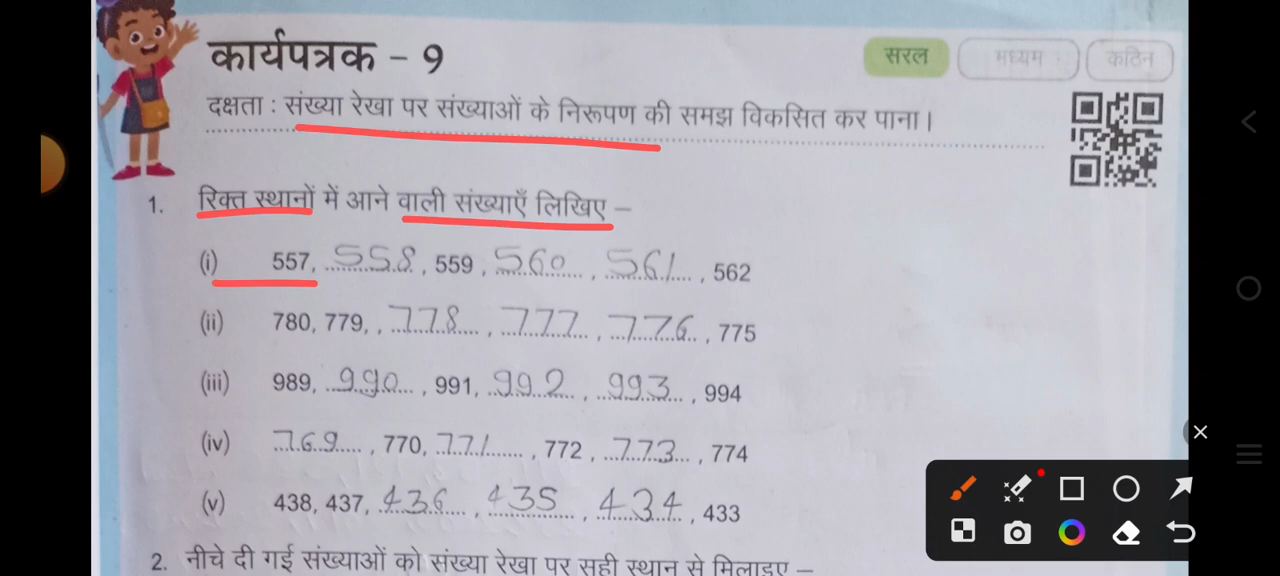 कार्यपत्रक – 9
सरल मध्यम कठिन
दक्षता : संख्या रेखा पर संख्याओं के निरूपण की समझ विकसित कर पाना।
1. रिक्त स्थानों में आने वाली संख्याएँ लिखिए –
(i) 557, 558, 559, 560, 561, 562
(ii) 780, 779, , 778, 777, 776, 775
(iii) 989, 990, 991, 992, 993, 994
(iv) 769, 770, 771, 772, 773, 774
(v) 438, 437, 436, 435, 434, 433
2. नीचे दी गई संख्याओं को संख्या रेखा पर सही स्थान से मिलाइए –